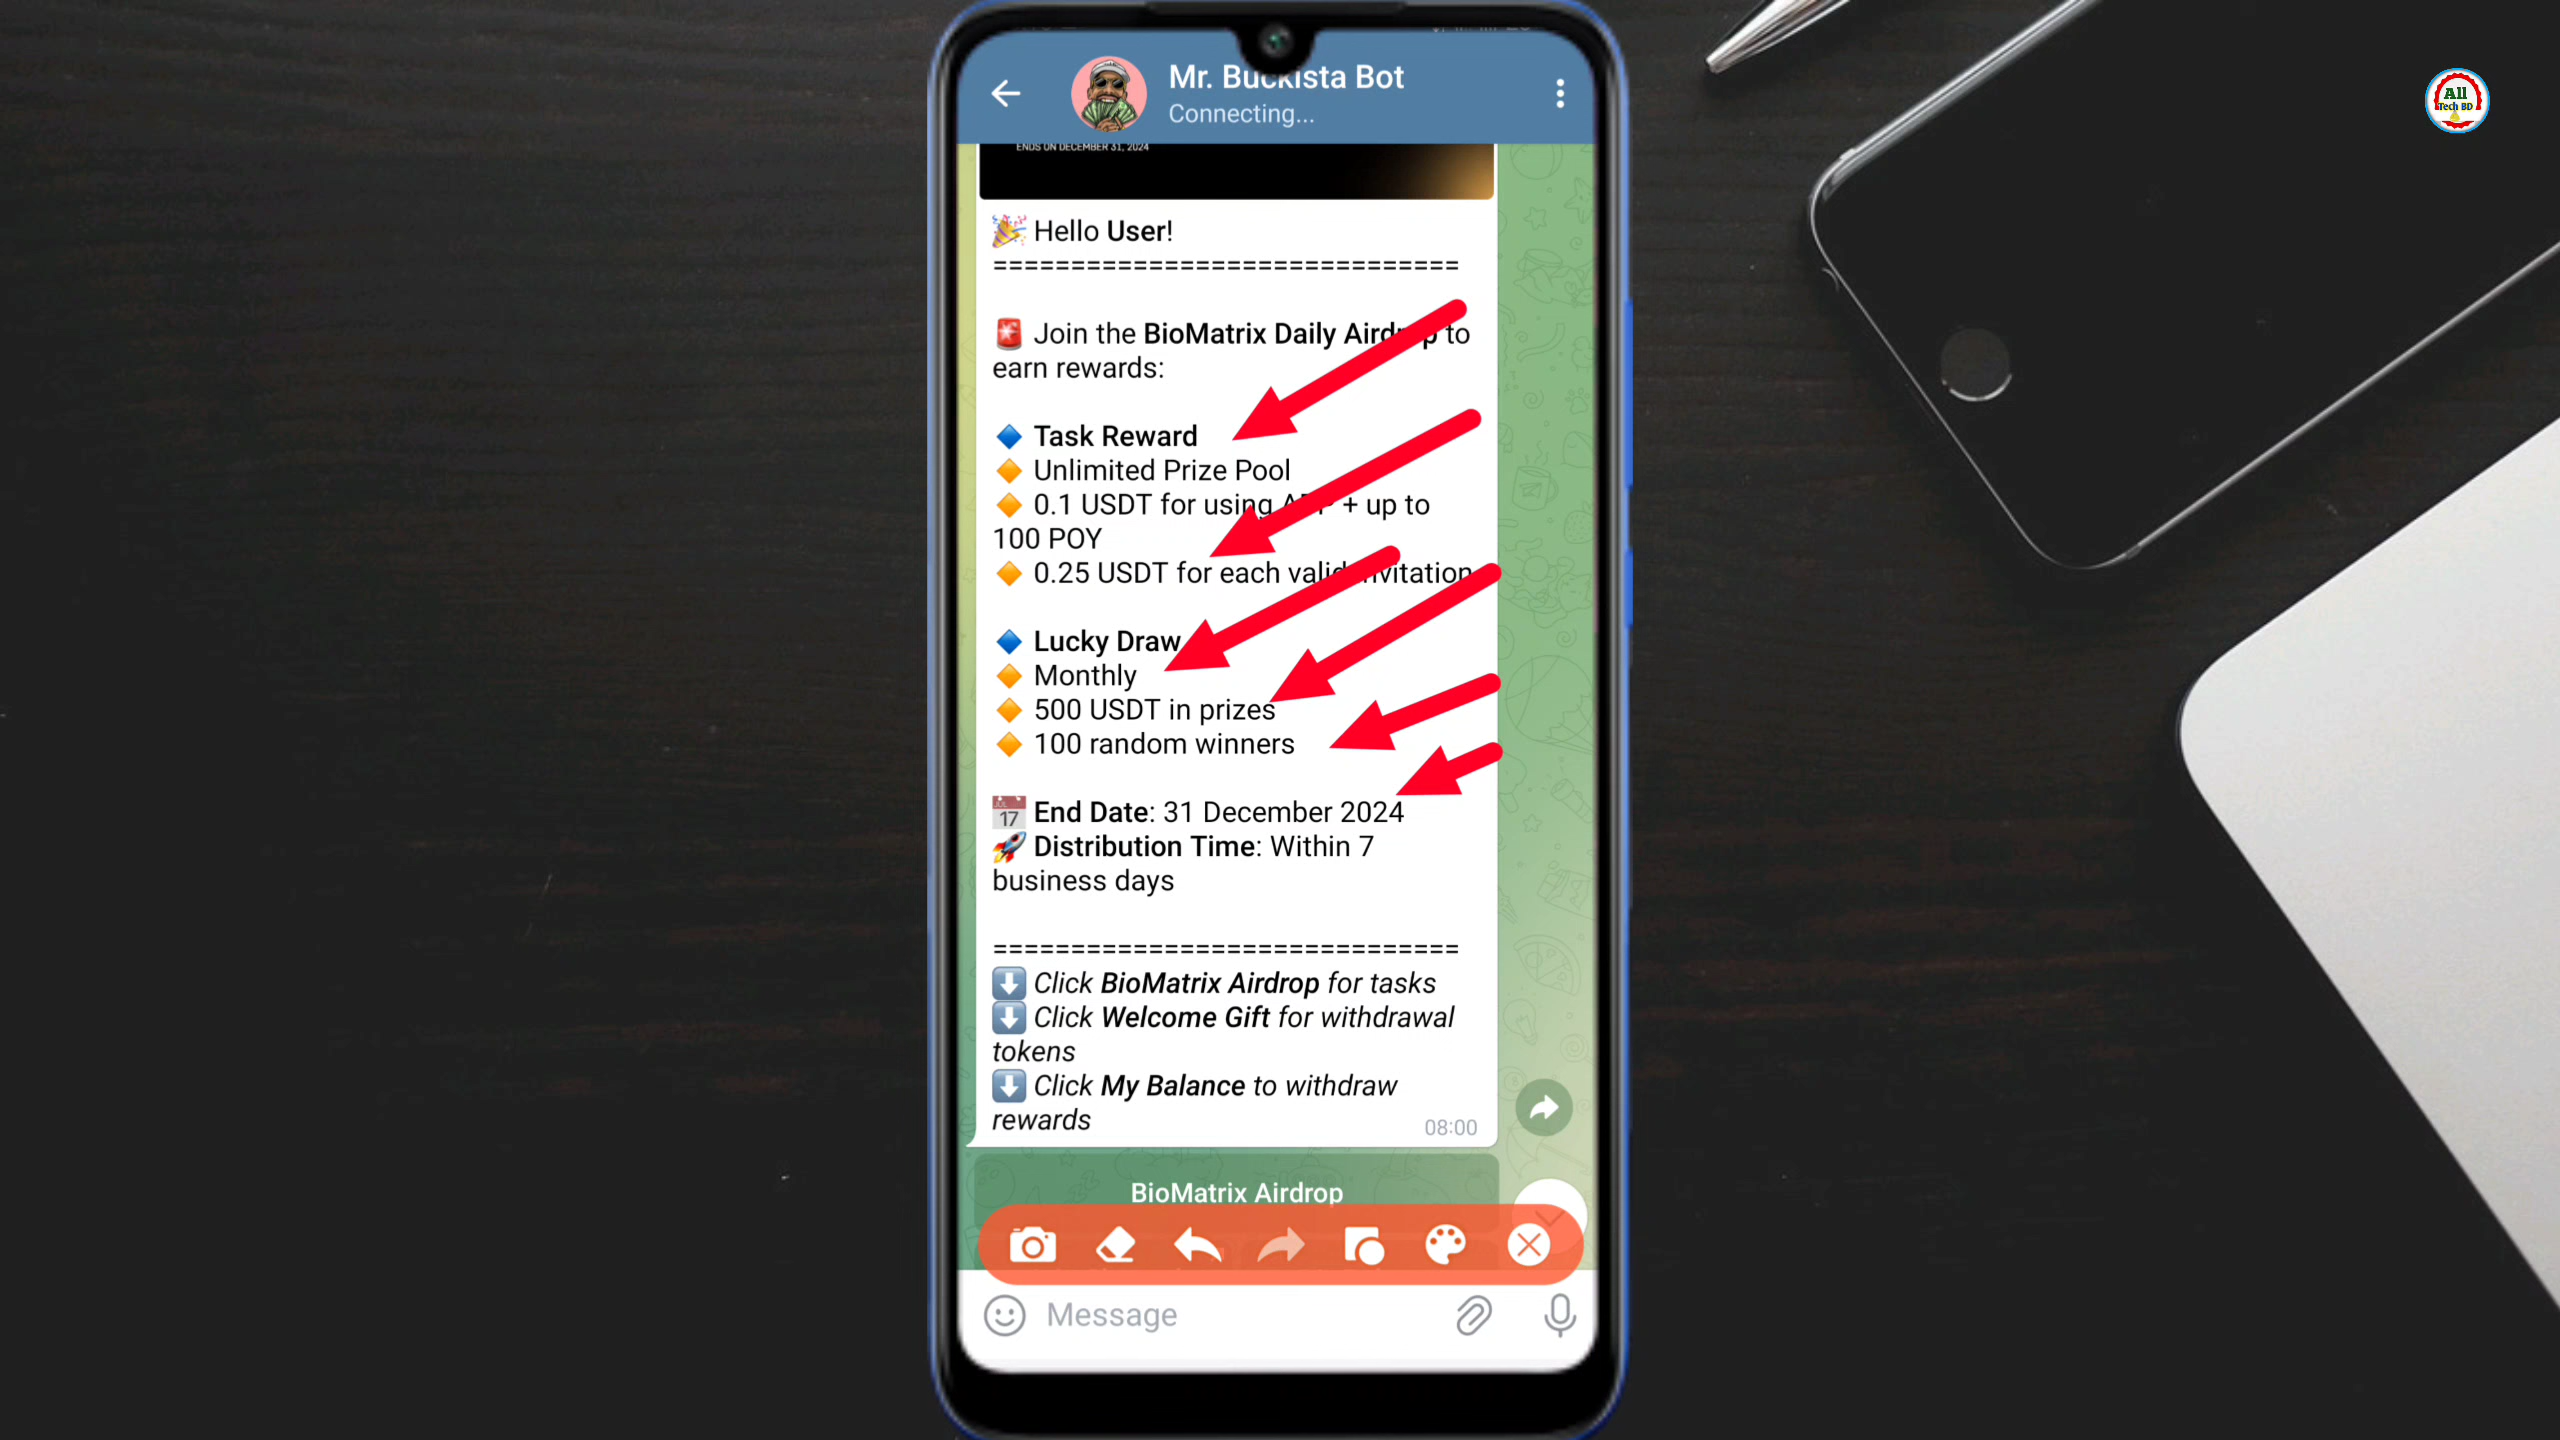 Mr. Buckista Bot
Connecting...
All
Tech BD
ENDS ON DECEMBER 31, 2024
Hello User!
==============================
Join the BioMatrix Daily Airdrop to
earn rewards:
Task Reward
Unlimited Prize Pool
0.1 USDT for using + up to
100 POY
0.25 USDT for each valid invitation
Lucky Draw
Monthly
500 USDT in prizes
100 random winners
JUL
17
End Date: 31 December 2024
Distribution Time: Within 7
business days
==============================
Click BioMatrix Airdrop for tasks
Click Welcome Gift for withdrawal
tokens
Click My Balance to withdraw
rewards
08:00
BioMatrix Airdrop
Message